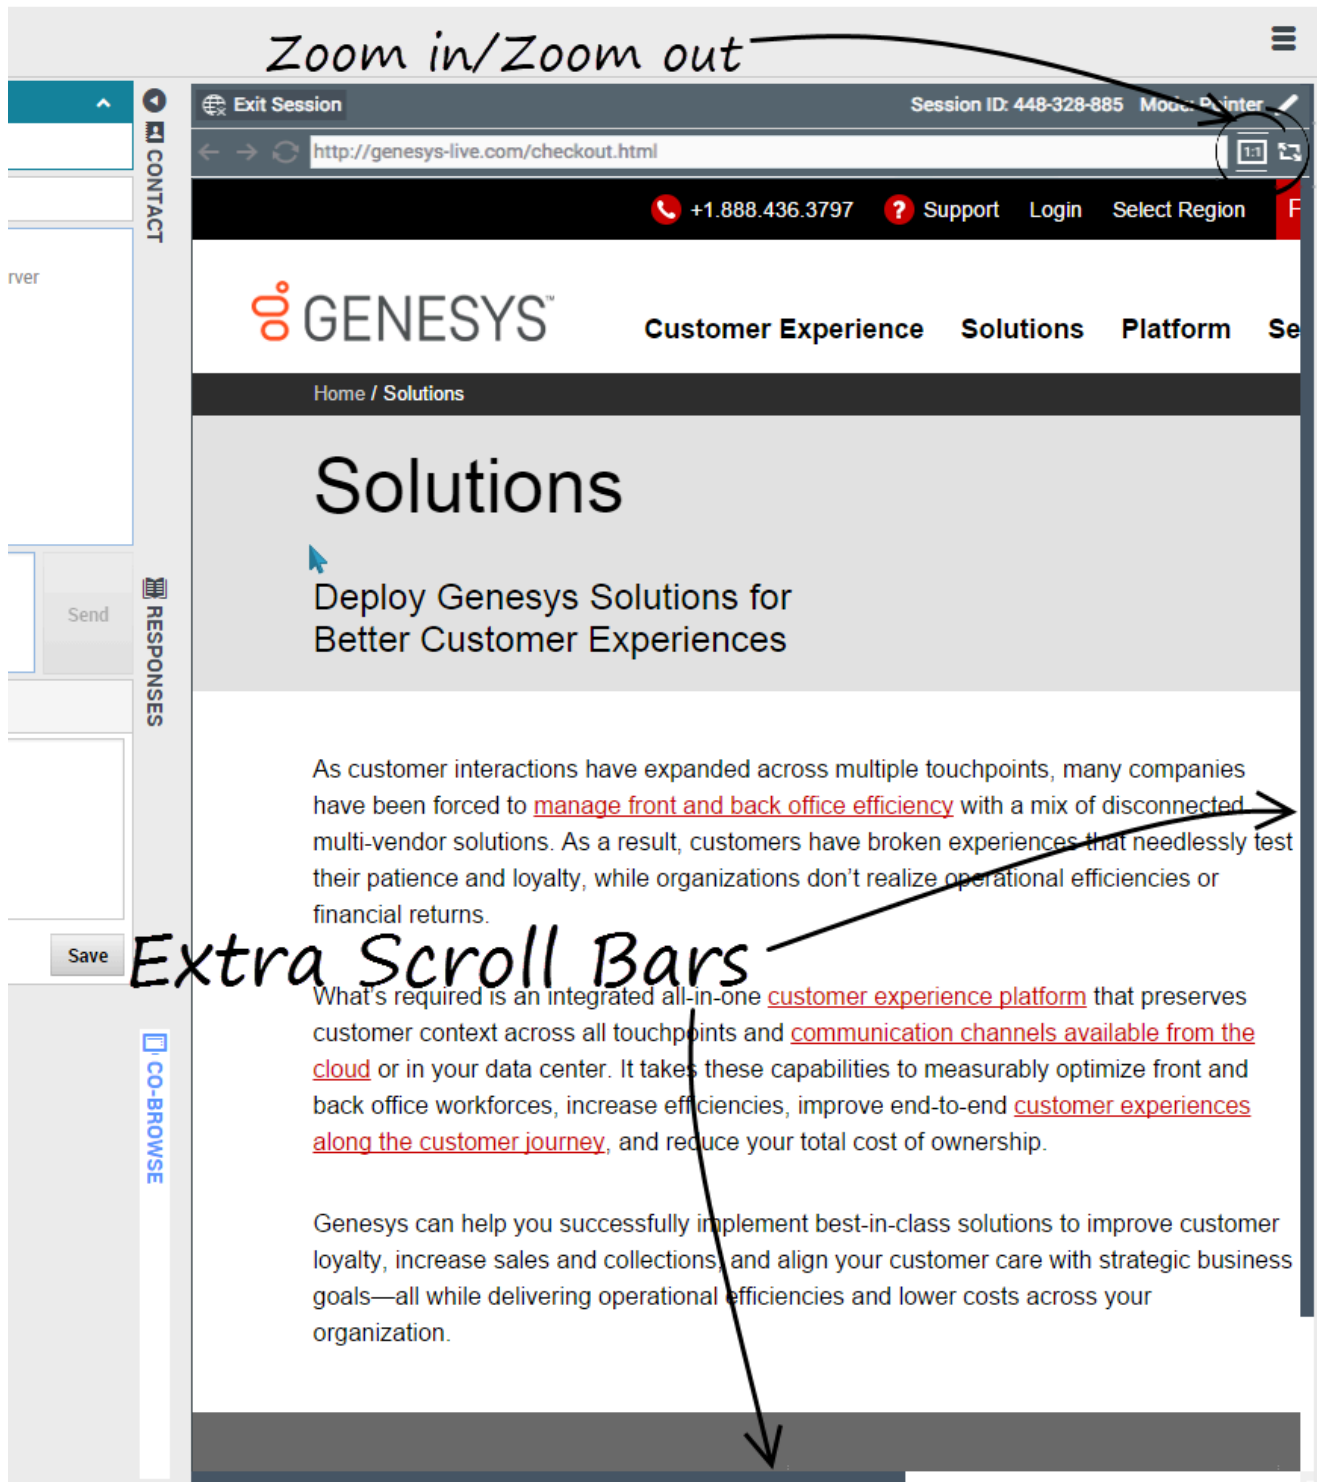 Zoom in/Zoom out
Exit Session
Session ID: 448-328-885 Mode: Pointer
http://genesys-live.com/checkout.html
1:1
CONTACT
+1.888.436.3797 ? Support Login Select Region F
rver
GENESYS™
Customer Experience Solutions Platform Se
Home / Solutions
Solutions
Deploy Genesys Solutions for
Better Customer Experiences
Send
RESPONSES
As customer interactions have expanded across multiple touchpoints, many companies
have been forced to manage front and back office efficiency with a mix of disconnected
multi-vendor solutions. As a result, customers have broken experiences that needlessly test
their patience and loyalty, while organizations don't realize operational efficiencies or
financial returns.
Save
Extra Scroll Bars
What's required is an integrated all-in-one customer experience platform that preserves
customer context across all touchpoints and communication channels available from the
cloud or in your data center. It takes these capabilities to measurably optimize front and
back office workforces, increase efficiencies, improve end-to-end customer experiences
along the customer journey, and reduce your total cost of ownership.
CO-BROWSE
Genesys can help you successfully implement best-in-class solutions to improve customer
loyalty, increase sales and collections, and align your customer care with strategic business
goals—all while delivering operational efficiencies and lower costs across your
organization.